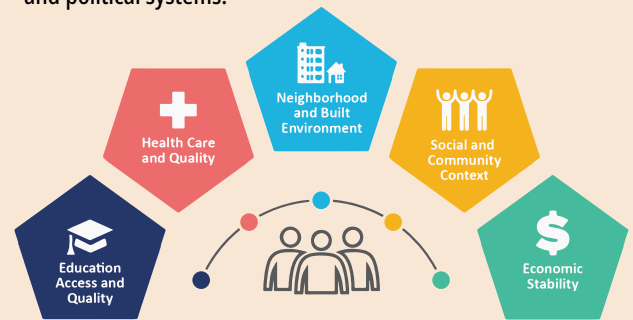 and political systems.
Neighborhood
and Built
Environment
Health Care
and Quality
Social and
Community
Context
Education
Access and
Quality
Economic
Stability
$